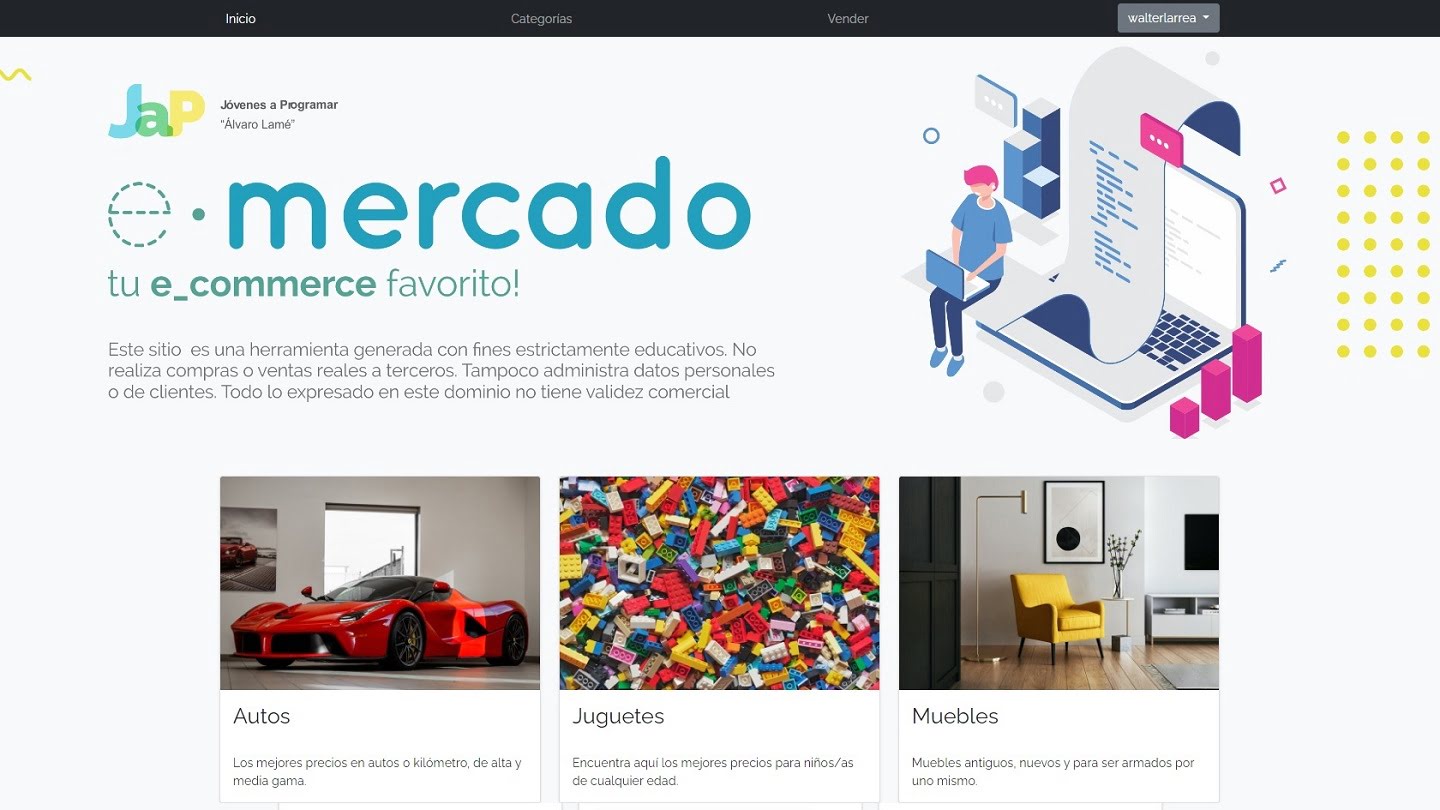 Inicio
Categorías
Vender
walterlarrea
JaP
Jóvenes a Programar
“Álvaro Lamé”
e · mercado
tu e_commerce favorito!
Este sitio es una herramienta generada con fines estrictamente educativos. No
realiza compras o ventas reales a terceros. Tampoco administra datos personales
o de clientes. Todo lo expresado en este dominio no tiene validez comercial
Autos
Los mejores precios en autos 0 kilómetro, de alta y
media gama.
Juguetes
Encuentra aquí los mejores precios para niños/as
de cualquier edad.
Muebles
Muebles antiguos, nuevos y para ser armados por
uno mismo.